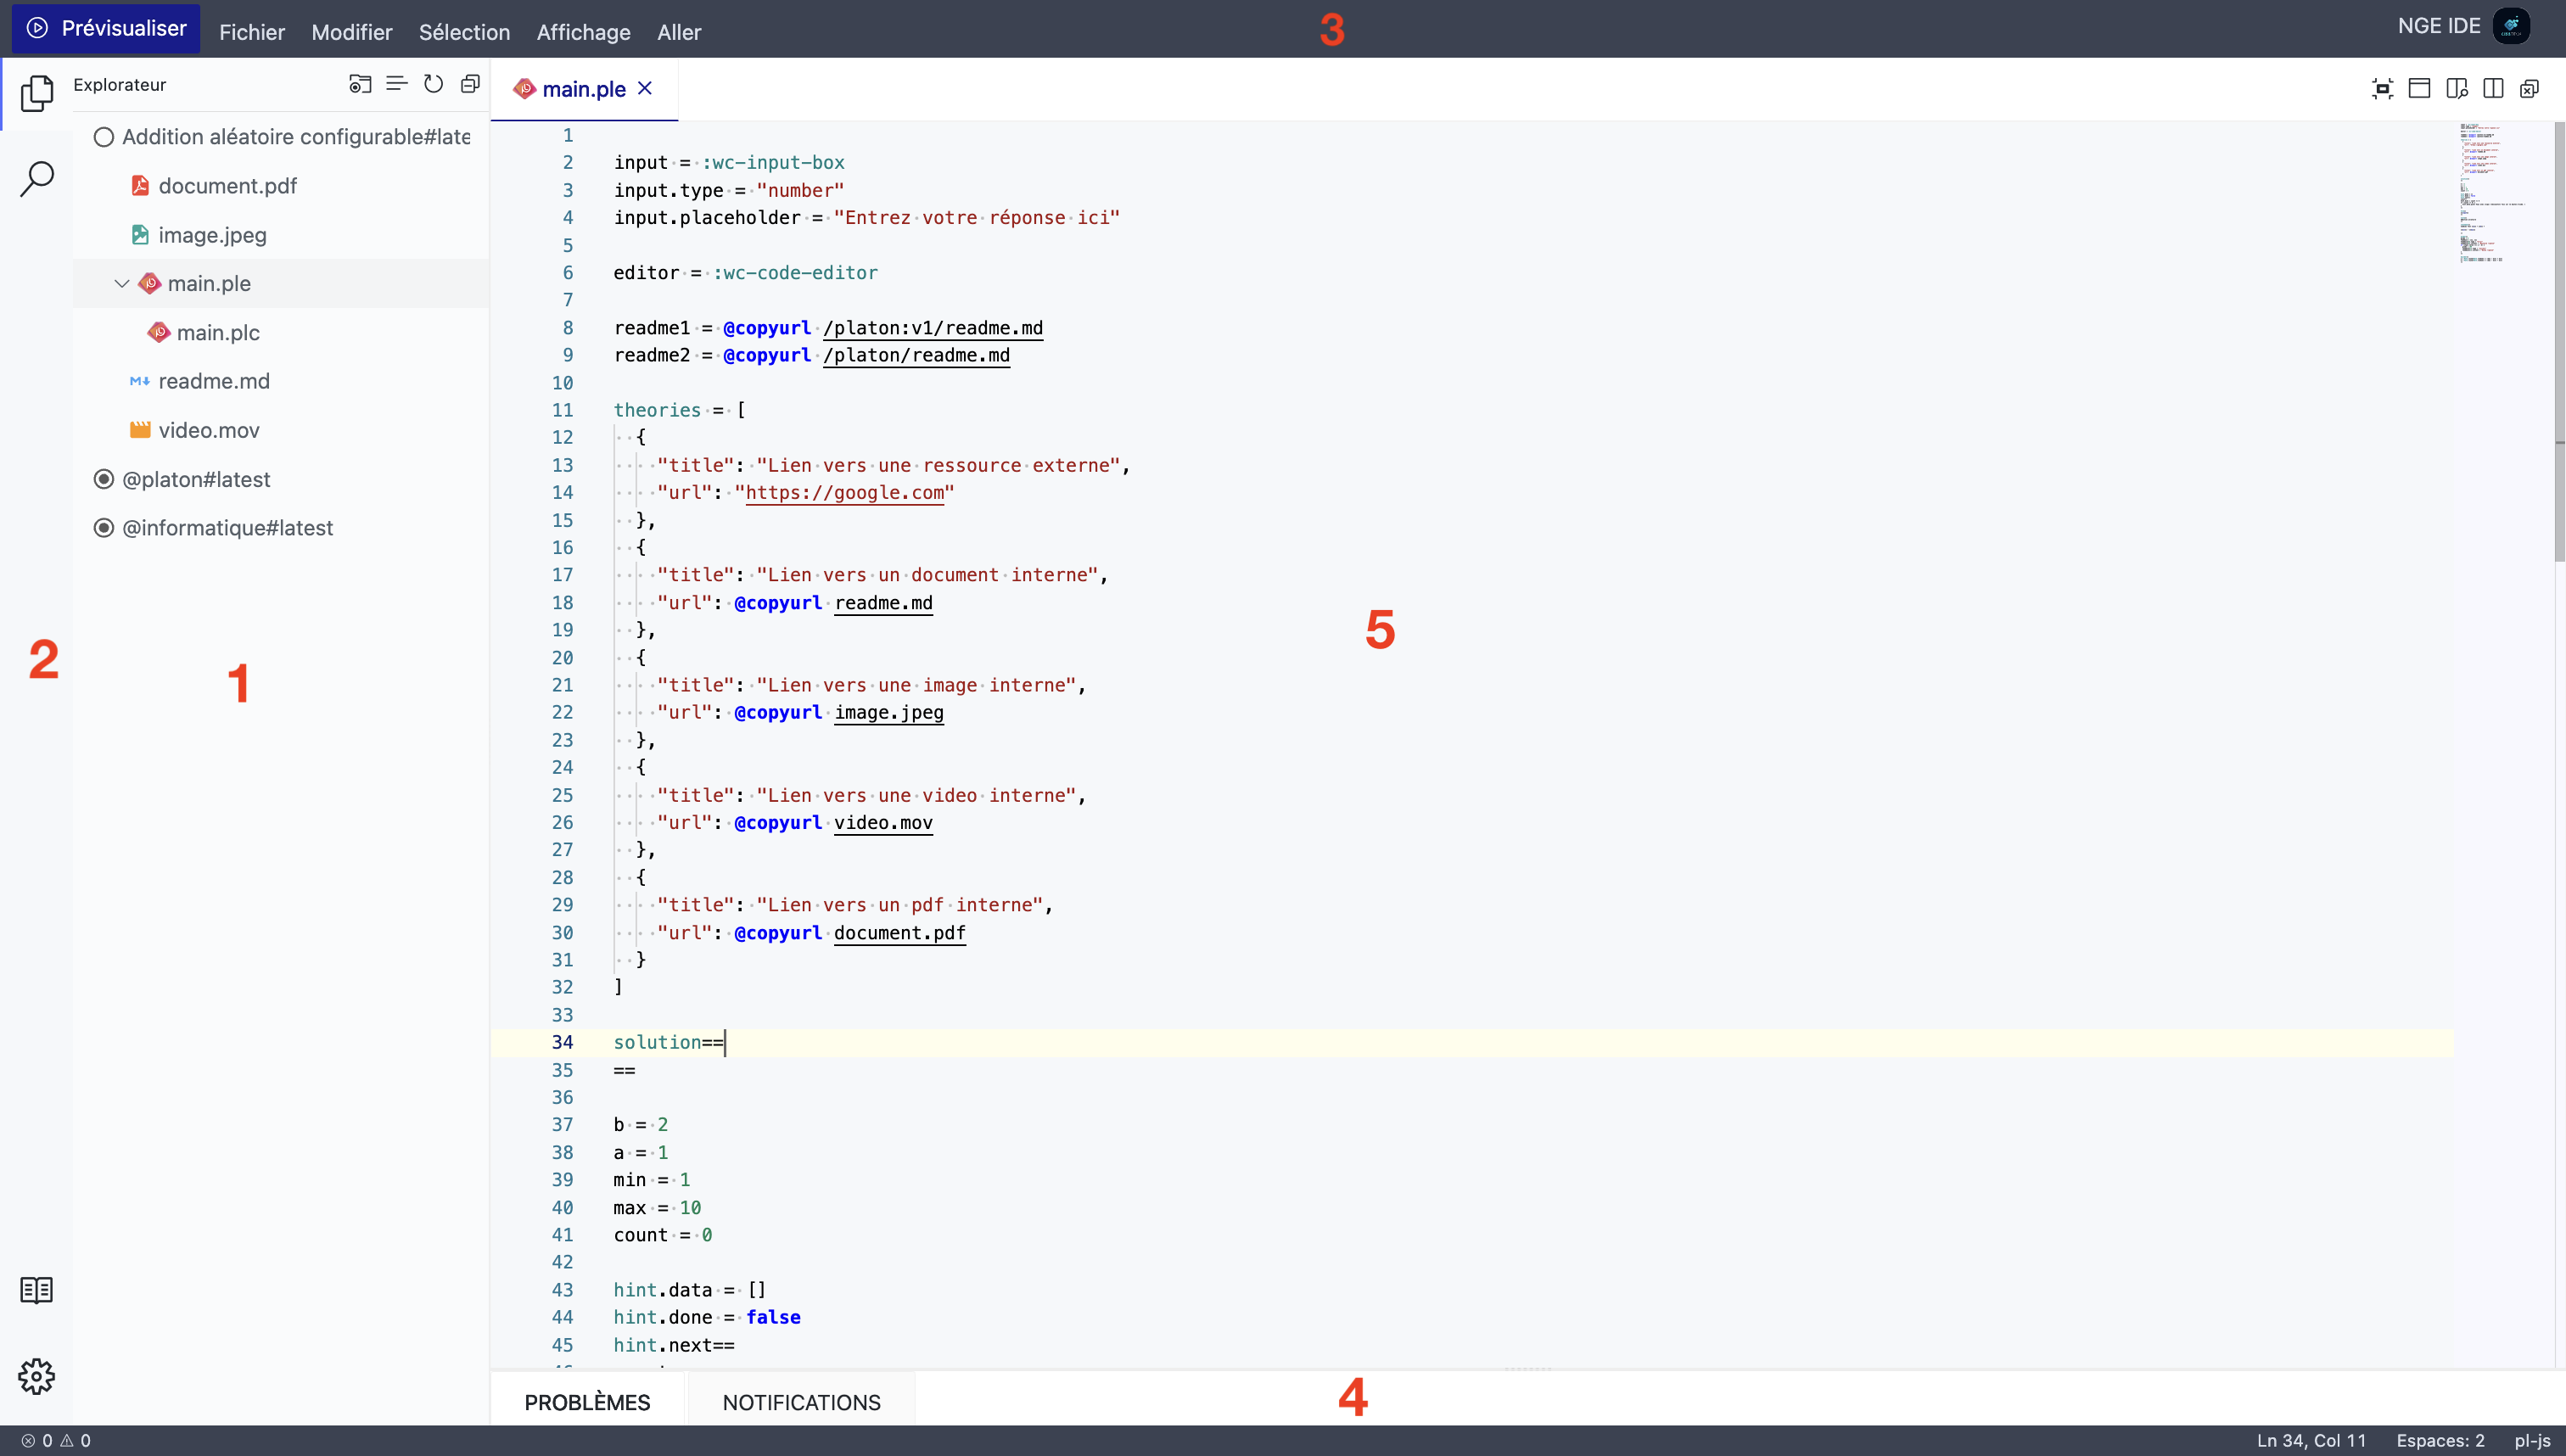 Prévisualiser Fichier Modifier Sélection Affichage Aller 3 NGE IDE
Explorateur
Addition aléatoire configurable#late
document.pdf
image.jpeg
main.ple
main.plc
readme.md
video.mov
@platon#latest
@informatique#latest
2
1
main.ple
1
2 input = :wc-input-box
3 input.type = "number"
4 input.placeholder = "Entrez votre réponse ici"
5
6 editor = :wc-code-editor
7
8 readme1 = @copyurl /platon:v1/readme.md
9 readme2 = @copyurl /platon/readme.md
10
11 theories = [
12 {
13 "title": "Lien vers une ressource externe",
14 "url": "https://google.com"
15 },
16 {
17 "title": "Lien vers un document interne",
18 "url": @copyurl readme.md
19 },
20 {
21 "title": "Lien vers une image interne",
22 "url": @copyurl image.jpeg
23 },
24 {
25 "title": "Lien vers une video interne",
26 "url": @copyurl video.mov
27 },
28 {
29 "title": "Lien vers un pdf interne",
30 "url": @copyurl document.pdf
31 }
32 ]
33
34 solution==
35 ==
36
37 b = 2
38 a = 1
39 min = 1
40 max = 10
41 count = 0
42
43 hint.data = []
44 hint.done = false
45 hint.next==
5
PROBLÈMES NOTIFICATIONS 4
0 0 Ln 34, Col 11 Espaces: 2 pl-js